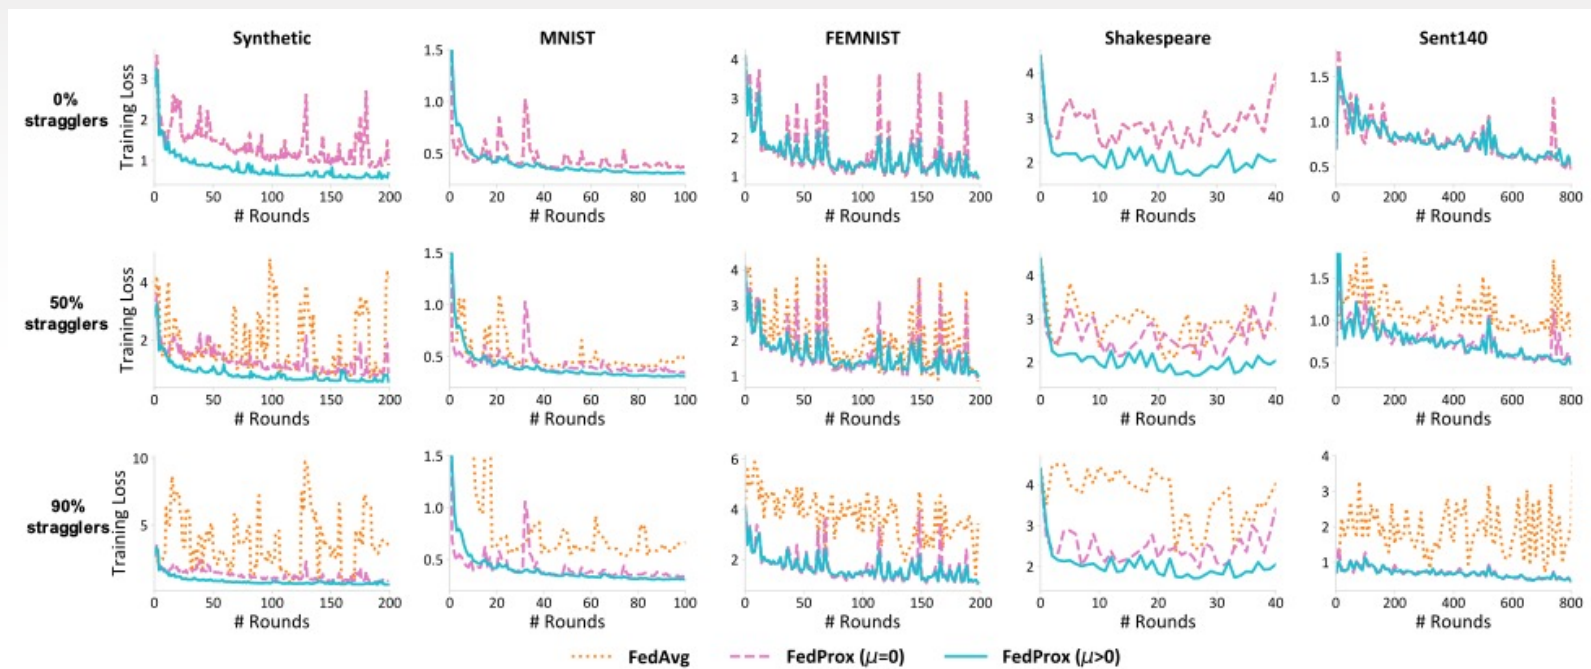 Synthetic MNIST FEMNIST Shakespeare Sent140
0% stragglers
Training Loss
3
2
1
0 50 100 150 200
# Rounds
1.5
1.0
0.5
0 20 40 60 80 100
# Rounds
4
3
2
1
0 50 100 150 200
# Rounds
4
3
2
0 10 20 30 40
# Rounds
1.5
1.0
0.5
0 200 400 600 800
# Rounds
50% stragglers
Training Loss
4
2
0 50 100 150 200
# Rounds
1.5
1.0
0.5
0 20 40 60 80 100
# Rounds
4
3
2
1
0 50 100 150 200
# Rounds
4
3
2
0 10 20 30 40
# Rounds
1.5
1.0
0.5
0 200 400 600 800
# Rounds
90% stragglers
Training Loss
10
5
0 50 100 150 200
# Rounds
1.5
1.0
0.5
0 20 40 60 80 100
# Rounds
6
4
2
0 50 100 150 200
# Rounds
4
3
2
0 10 20 30 40
# Rounds
4
3
2
1
0 200 400 600 800
# Rounds
FedAvg FedProx (μ=0) FedProx (μ>0)